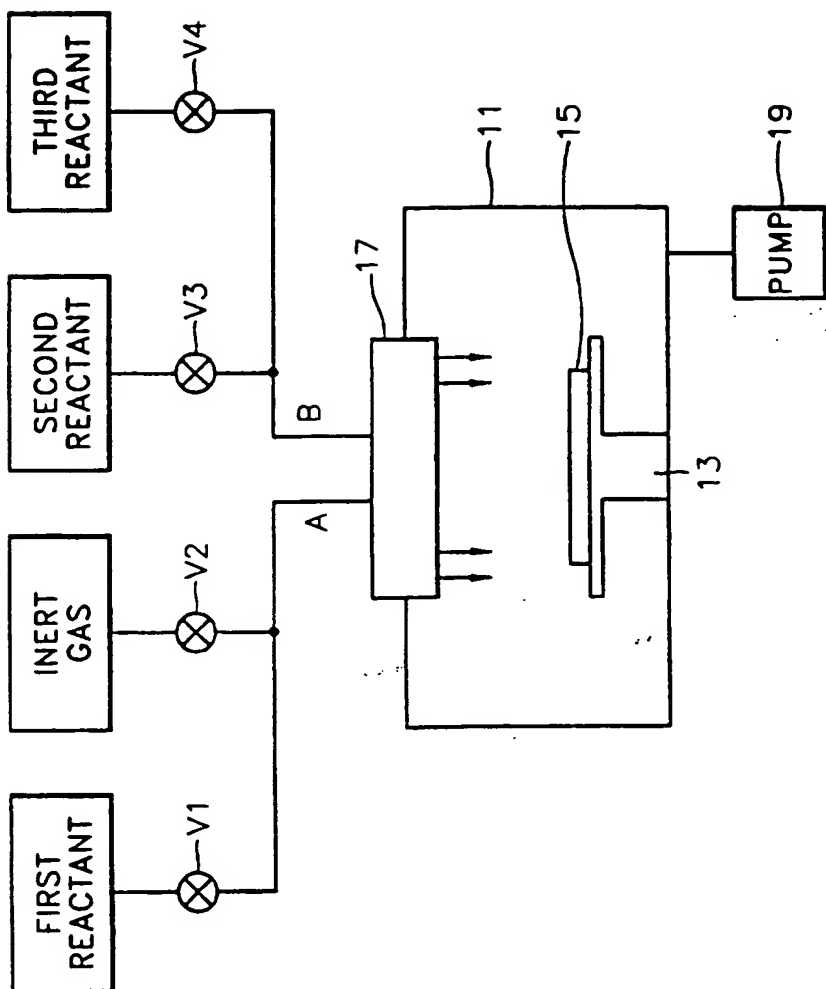 FIRST
REACTANT
INERT
GAS
SECOND
REACTANT
THIRD
REACTANT
V1
V2
V3
V4
A
B
17
11
15
13
PUMP
19